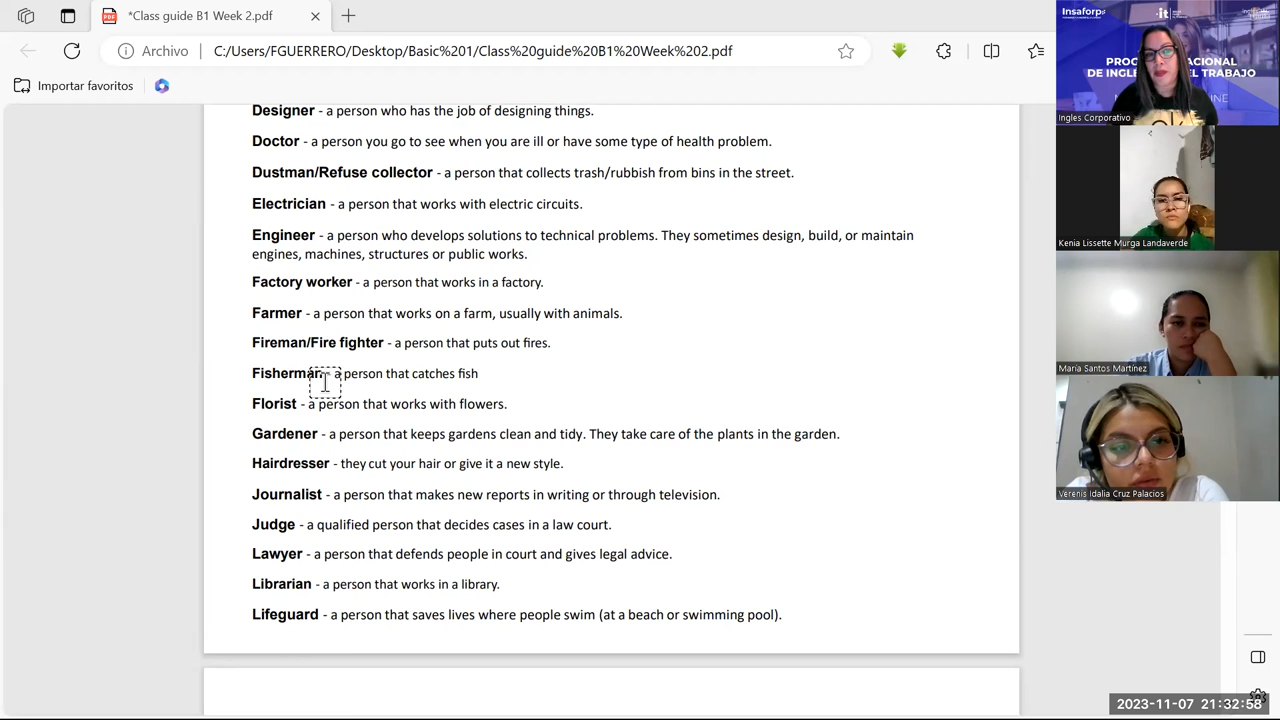 *Class guide B1 Week 2.pdf
Archivo
C:/Users/FGUERRERO/Desktop/Basic%201/Class%20guide%20B1%20Week%202.pdf
Importar favoritos
Designer - a person who has the job of designing things.
Doctor - a person you go to see when you are ill or have some type of health problem.
Dustman/Refuse collector - a person that collects trash/rubbish from bins in the street.
Electrician - a person that works with electric circuits.
Engineer - a person who develops solutions to technical problems. They sometimes design, build, or maintain
engines, machines, structures or public works.
Factory worker - a person that works in a factory.
Farmer - a person that works on a farm, usually with animals.
Fireman/Fire fighter - a person that puts out fires.
Fisherman - a person that catches fish
Florist - a person that works with flowers.
Gardener - a person that keeps gardens clean and tidy. They take care of the plants in the garden.
Hairdresser - they cut your hair or give it a new style.
Journalist - a person that makes new reports in writing or through television.
Judge - a qualified person that decides cases in a law court.
Lawyer - a person that defends people in court and gives legal advice.
Librarian - a person that works in a library.
Lifeguard - a person that saves lives where people swim (at a beach or swimming pool).
Insaforp
it
DE INGL EL TRABAJO
Ingles Corporativo
Kenia Lissette Murga Landaverde
María Santos Martínez
Verenis Idalia Cruz Palacios
2023-11-07 21:32:58